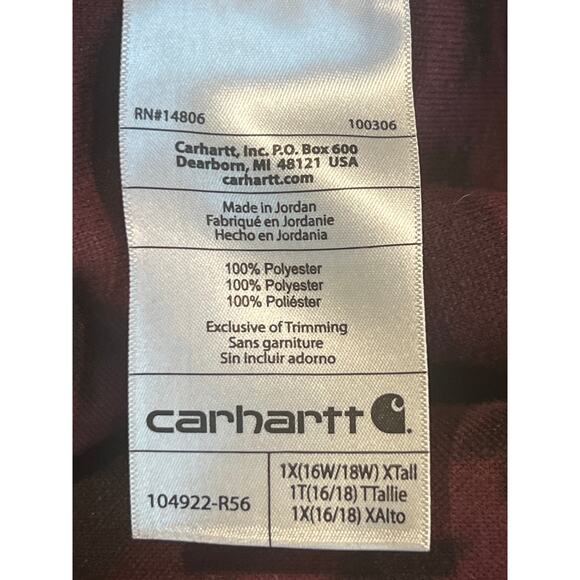 RN#14806 100306
Carhartt, Inc. P.O. Box 600
Dearborn, MI 48121 USA
carhartt.com
Made in Jordan
Fabriqué en Jordanie
Hecho en Jordania
100% Polyester
100% Polyester
100% Poliéster
Exclusive of Trimming
Sans garniture
Sin incluir adorno
carhartt
104922-R56
1X(16W/18W) XTall
1T(16/18) TTallie
1X(16/18) XAlto